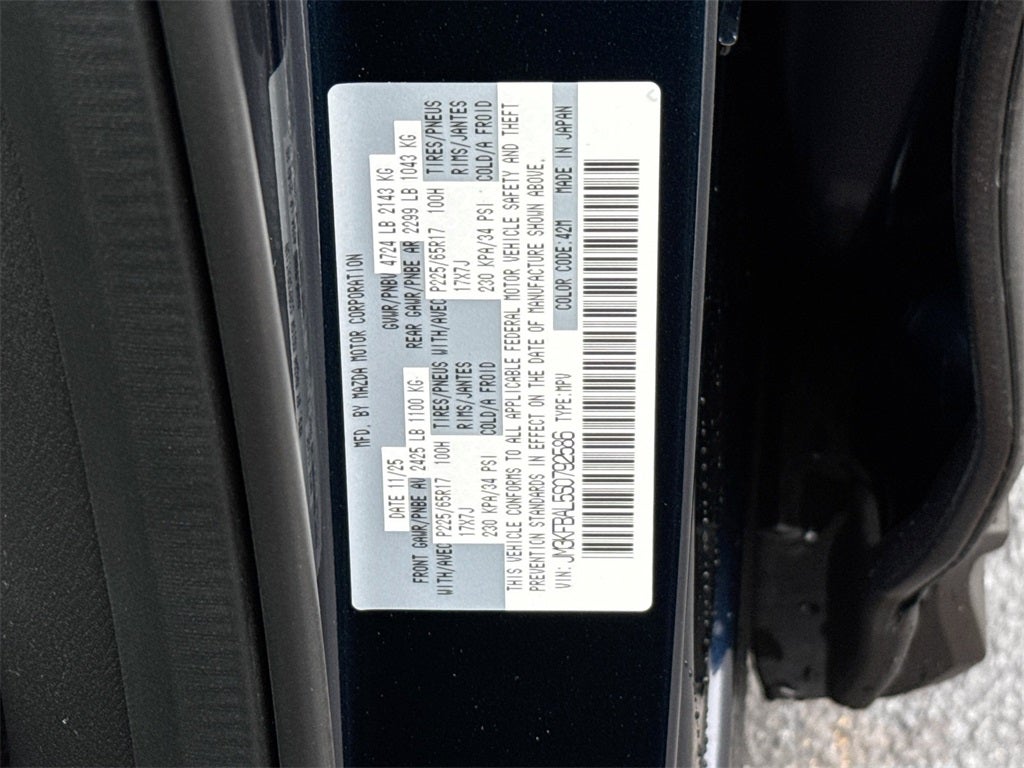 MFD. BY MAZDA MOTOR CORPORATION
DATE 11/25 GVWR/PNBV 4724 LB 2143 KG
FRONT GAWR/PNBE AV 2425 LB 1100 KG REAR GAWR/PNBE AR 2299 LB 1043 KG
WITH/AVEC P225/65R17 100H TIRES/PNEUS WITH/AVEC P225/65R17 100H TIRES/PNEUS
17X7J RIMS/JANTES 17X7J RIMS/JANTES
230 KPA/34 PSI COLD/A FROID 230 KPA/34 PSI COLD/A FROID
THIS VEHICLE CONFORMS TO ALL APPLICABLE FEDERAL MOTOR VEHICLE SAFETY AND THEFT
PREVENTION STANDARDS IN EFFECT ON THE DATE OF MANUFACTURE SHOWN ABOVE.
VIN: JM3KFBAL5S0792586 TYPE:MPV COLOR CODE:42M MADE IN JAPAN